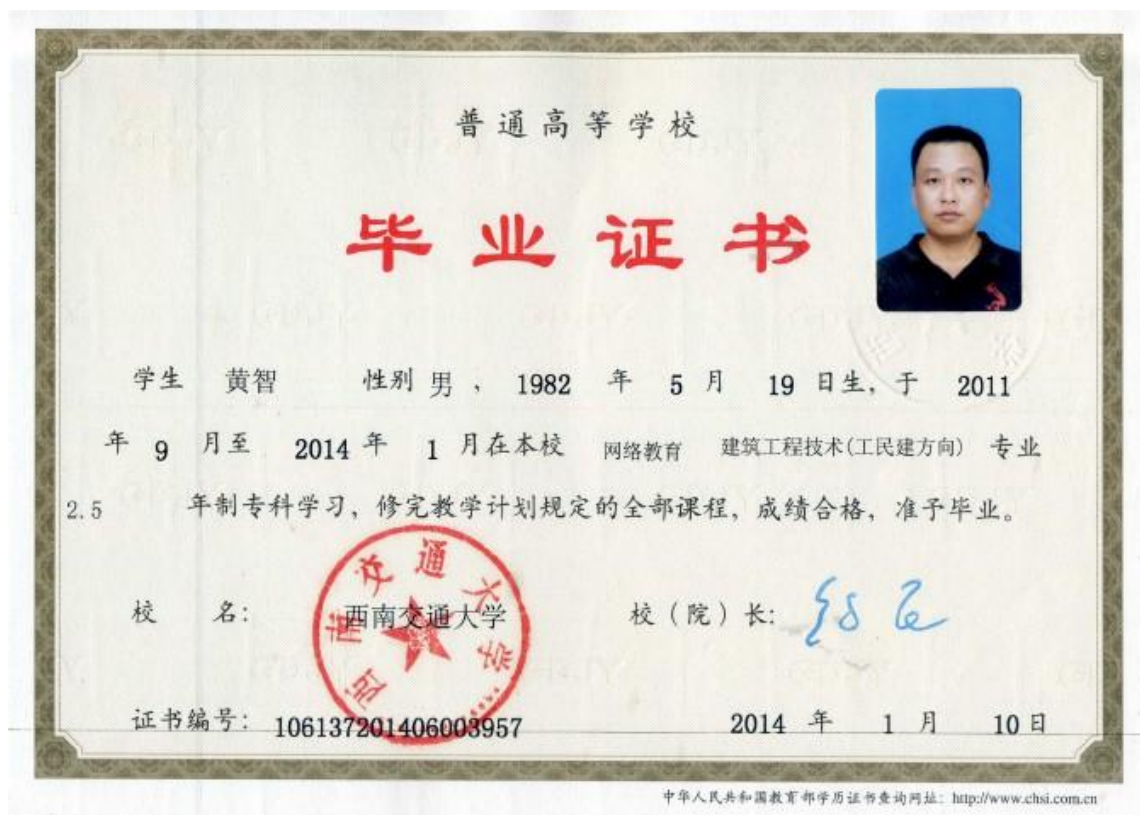 普通高等学校
毕业证书
学生 黄智 性别 男 , 1982 年 5 月 19 日生, 于 2011
年 9 月至 2014 年 1 月在本校 网络教育 建筑工程技术(工民建方向) 专业
2.5 年制专科学习, 修完教学计划规定的全部课程, 成绩合格, 准予毕业。
西南交通大学
校 名: 西南交通大学 校(院)长:
证书编号: 106137201406003957 2014 年 1 月 10 日
中华人民共和国教育部学历证书查询网址: http://www.chsi.com.cn